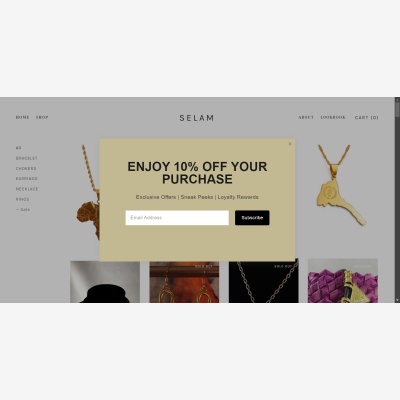 HOME SHOP
SELAM
ABOUT LOOKBOOK CART (0)
All
BRACELET
CHOKERS
EARRINGS
NECKLACE
RINGS
— Sale
×
ENJOY 10% OFF YOUR
PURCHASE
Exclusive Offers | Sneak Peeks | Loyalty Rewards
Email Address
Subscribe
SOLD OUT
SOLD OUT